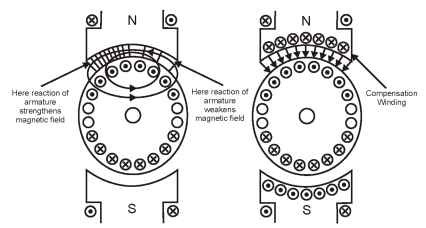 N
Here reaction of
armature
strengthens
magnetic field
Here reaction of
armature
weakens
magnetic field
S
N
Compensation
Winding
S